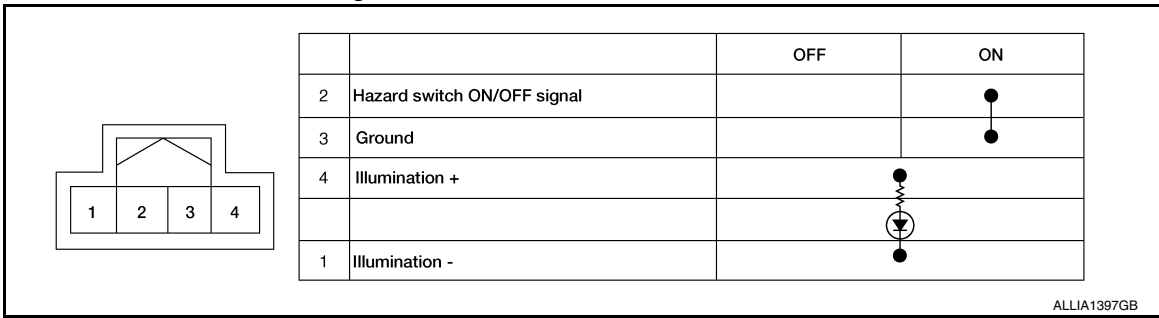 OFF ON
2 Hazard switch ON/OFF signal
3 Ground
4 Illumination +
1 2 3 4
1 Illumination -
ALLIA1397GB